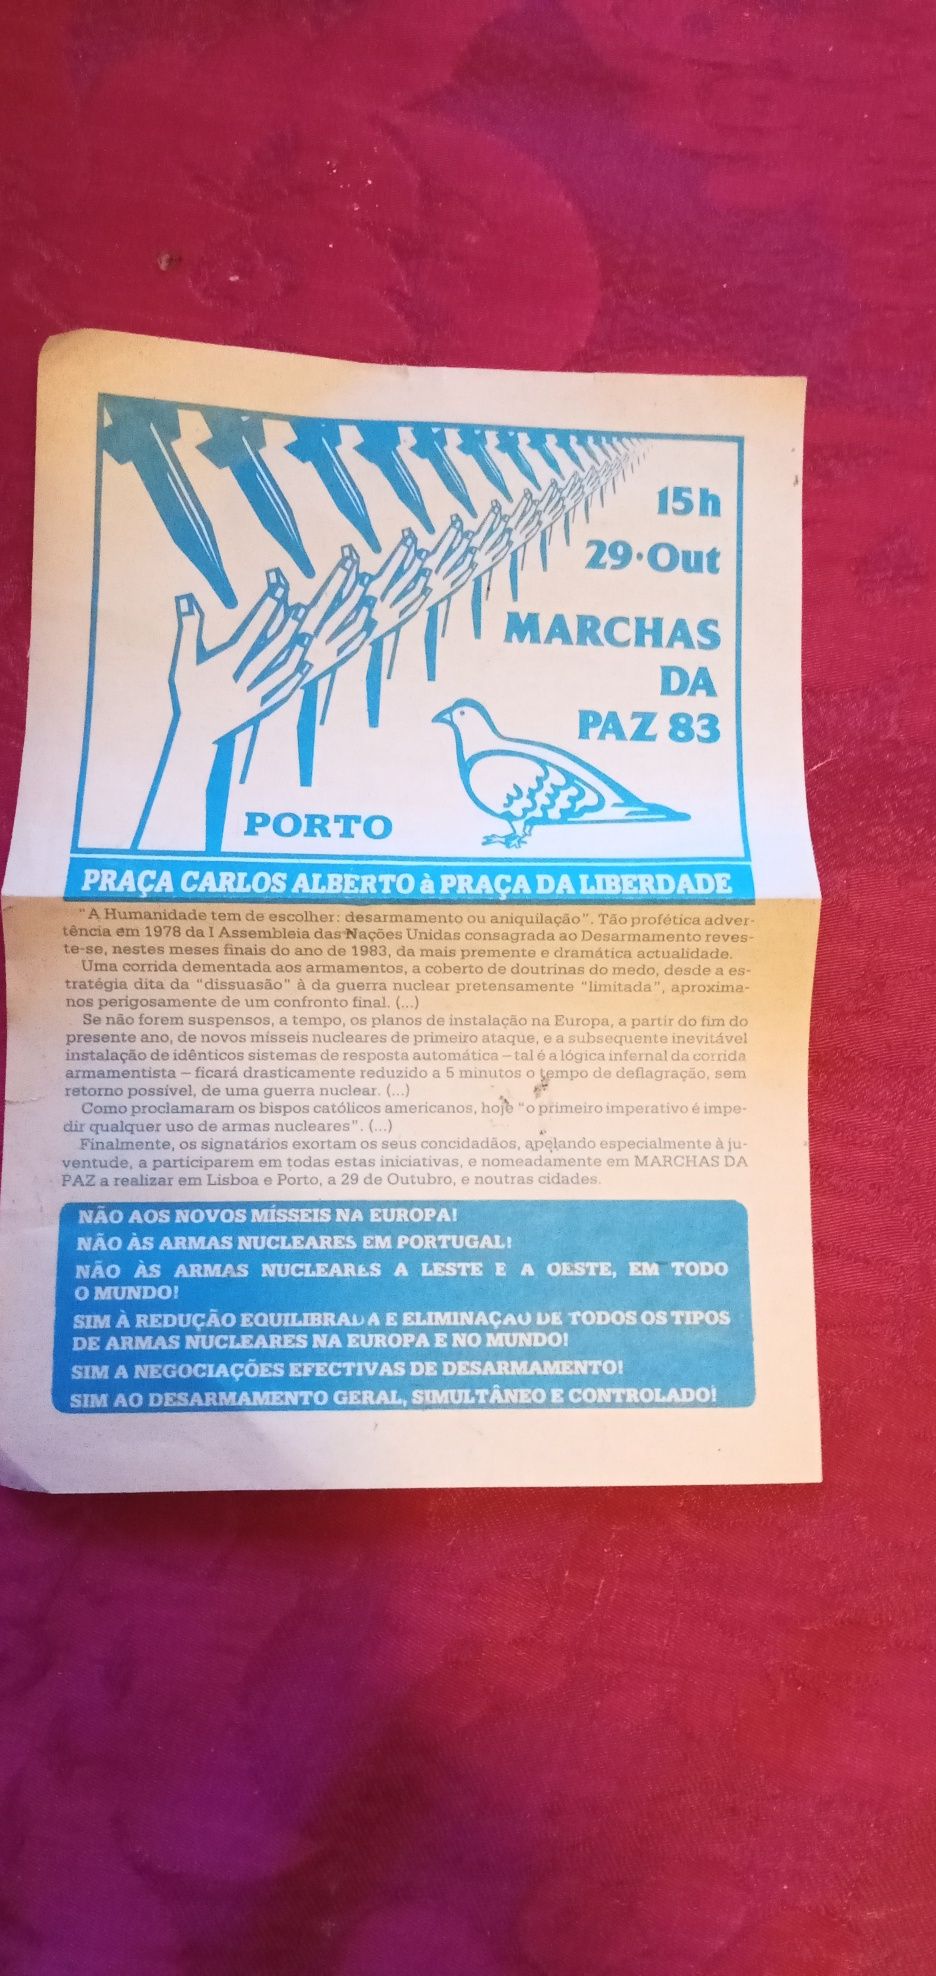 15h
29·Out
MARCHAS
DA
PAZ 83
PORTO
PRAÇA CARLOS ALBERTO à PRAÇA DA LIBERDADE
"A Humanidade tem de escolher: desarmamento ou aniquilação". Tão profética adver-
tência em 1978 da I Assembleia das Nações Unidas consagrada ao Desarmamento reves-
te-se, nestes meses finais do ano de 1983, da mais premente e dramática actualidade.
Uma corrida dementada aos armamentos, a coberto de doutrinas do medo, desde a es-
tratégia dita da "dissuasão" à da guerra nuclear pretensamente "limitada", aproxima-
nos perigosamente de um confronto final. (...)
Se não forem suspensos, a tempo, os planos de instalação na Europa, a partir do fim do
presente ano, de novos mísseis nucleares de primeiro ataque, e a subsequente inevitável
instalação de idênticos sistemas de resposta automática – tal é a lógica infernal da corrida
armamentista – ficará drasticamente reduzido a 5 minutos o tempo de deflagração, sem
retorno possível, de uma guerra nuclear. (...)
Como proclamaram os bispos católicos americanos, hoje "o primeiro imperativo é impe-
dir qualquer uso de armas nucleares". (...)
Finalmente, os signatários exortam os seus concidadãos, apelando especialmente à ju-
ventude, a participarem em todas estas iniciativas, e nomeadamente em MARCHAS DA
PAZ a realizar em Lisboa e Porto, a 29 de Outubro, e noutras cidades.
NÃO AOS NOVOS MÍSSEIS NA EUROPA!
NÃO ÀS ARMAS NUCLEARES EM PORTUGAL!
NÃO ÀS ARMAS NUCLEARES A LESTE E A OESTE, EM TODO
O MUNDO!
SIM À REDUÇÃO EQUILIBRADA E ELIMINAÇÃO DE TODOS OS TIPOS
DE ARMAS NUCLEARES NA EUROPA E NO MUNDO!
SIM A NEGOCIAÇÕES EFECTIVAS DE DESARMAMENTO!
SIM AO DESARMAMENTO GERAL, SIMULTÂNEO E CONTROLADO!